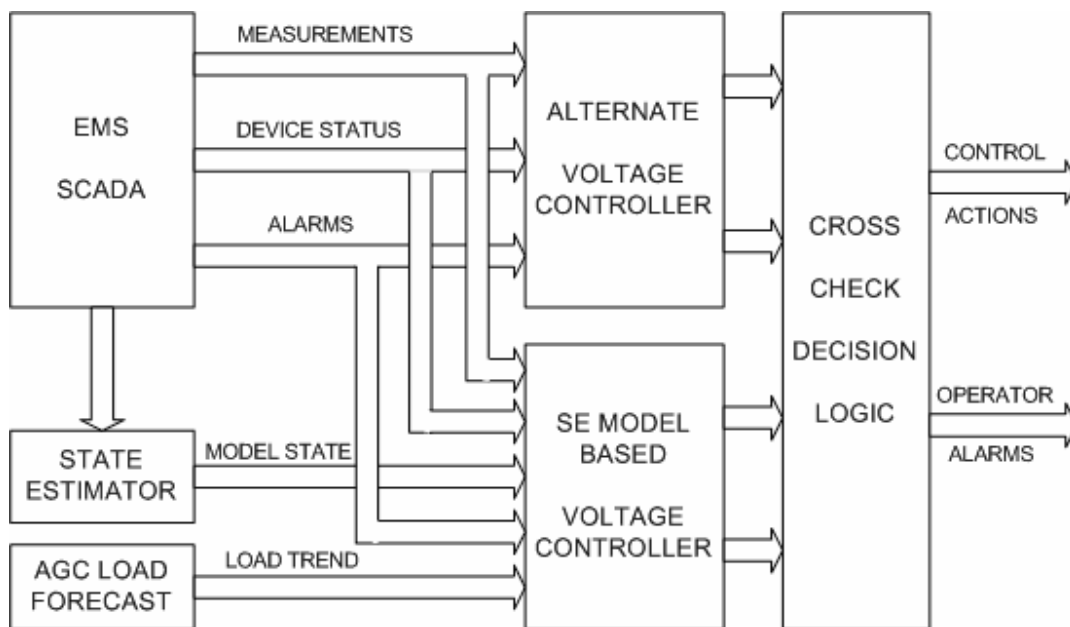 EMS
SCADA
MEASUREMENTS
DEVICE STATUS
ALARMS
ALTERNATE
VOLTAGE
CONTROLLER
CROSS
CHECK
DECISION
LOGIC
CONTROL
ACTIONS
OPERATOR
ALARMS
STATE
ESTIMATOR
MODEL STATE
SE MODEL
BASED
VOLTAGE
CONTROLLER
AGC LOAD
FORECAST
LOAD TREND